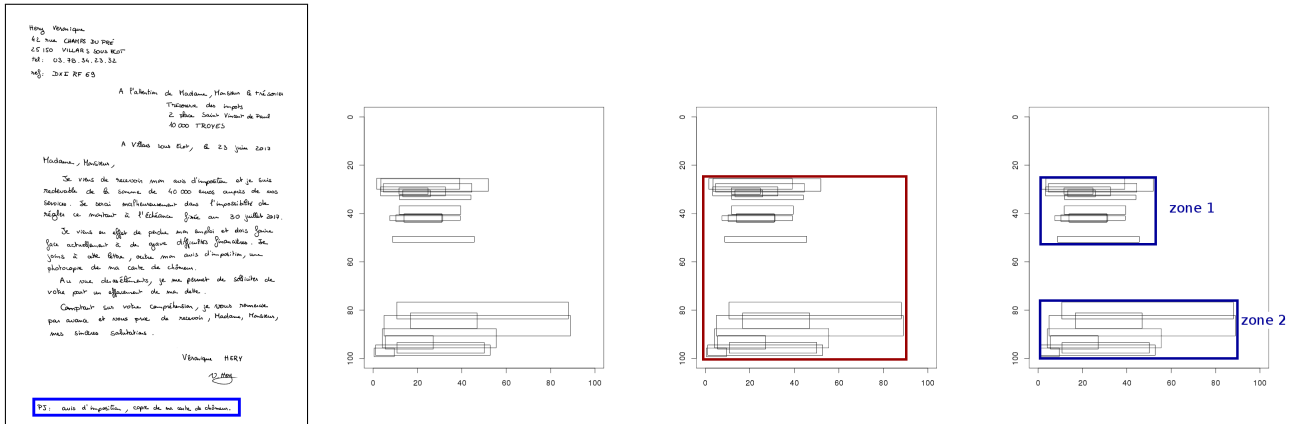 Hery Véronique
42 rue CHAMPS DU PRÉ
25 150 VILLARS SOUS ECOT
tél: 03.78.34.23.32
réf: DXI RF 69
A l'attention de Madame, Monsieur le trésorier
Trésorerie des impots
2 place Saint Vincent de Paul
10 000 TROYES
A Villars sous Ecot, le 23 juin 2017
Madame, Monsieur,
Je viens de recevoir mon avis d'imposition et je suis
redevable de la somme de 40 000 euros auprès de vos
services. Je serai malheureusement dans l'impossibilité de
régler ce montant à l'échéance fixée au 30 juillet 2017.
Je viens en effet de perdre mon emploi et dois faire
face actuellement à de grave difficultés financières. Je
joins à cette lettre, outre mon avis d'imposition, une
photocopie de ma carte de chômeur.
Au vue de ces éléments, je me permet de solliciter de
votre part un effacement de ma dette.
Comptant sur votre compréhension, je vous remercie
par avance et vous prie de recevoir, Madame, Monsieur,
mes sincères salutations.
Véronique HERY
PJ: avis d'imposition, copie de ma carte de chômeur.
0
20
40
60
80
100
0 20 40 60 80 100
0
20
40
60
80
100
0 20 40 60 80 100
0
20
40
60
80
100
0 20 40 60 80 100
zone 1
zone 2